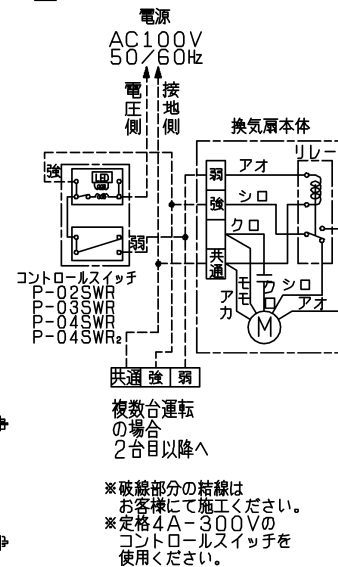 電源
AC100V
50/60Hz
電圧側
接地側
換気扇本体
リレー
強
LED
弱
弱
アオ
強
シロ
クロ
共通
アカ
モモ
クロ
シロ
アオ
M
コントロールスイッチ
P-02SWR
P-03SWR
P-04SWR
P-04SWR₂
共通 強 弱
複数台運転
の場合
2台目以降へ
※破線部分の結線は
お客様にて施工ください。
※定格4A-300Vの
コントロールスイッチを
使用ください。